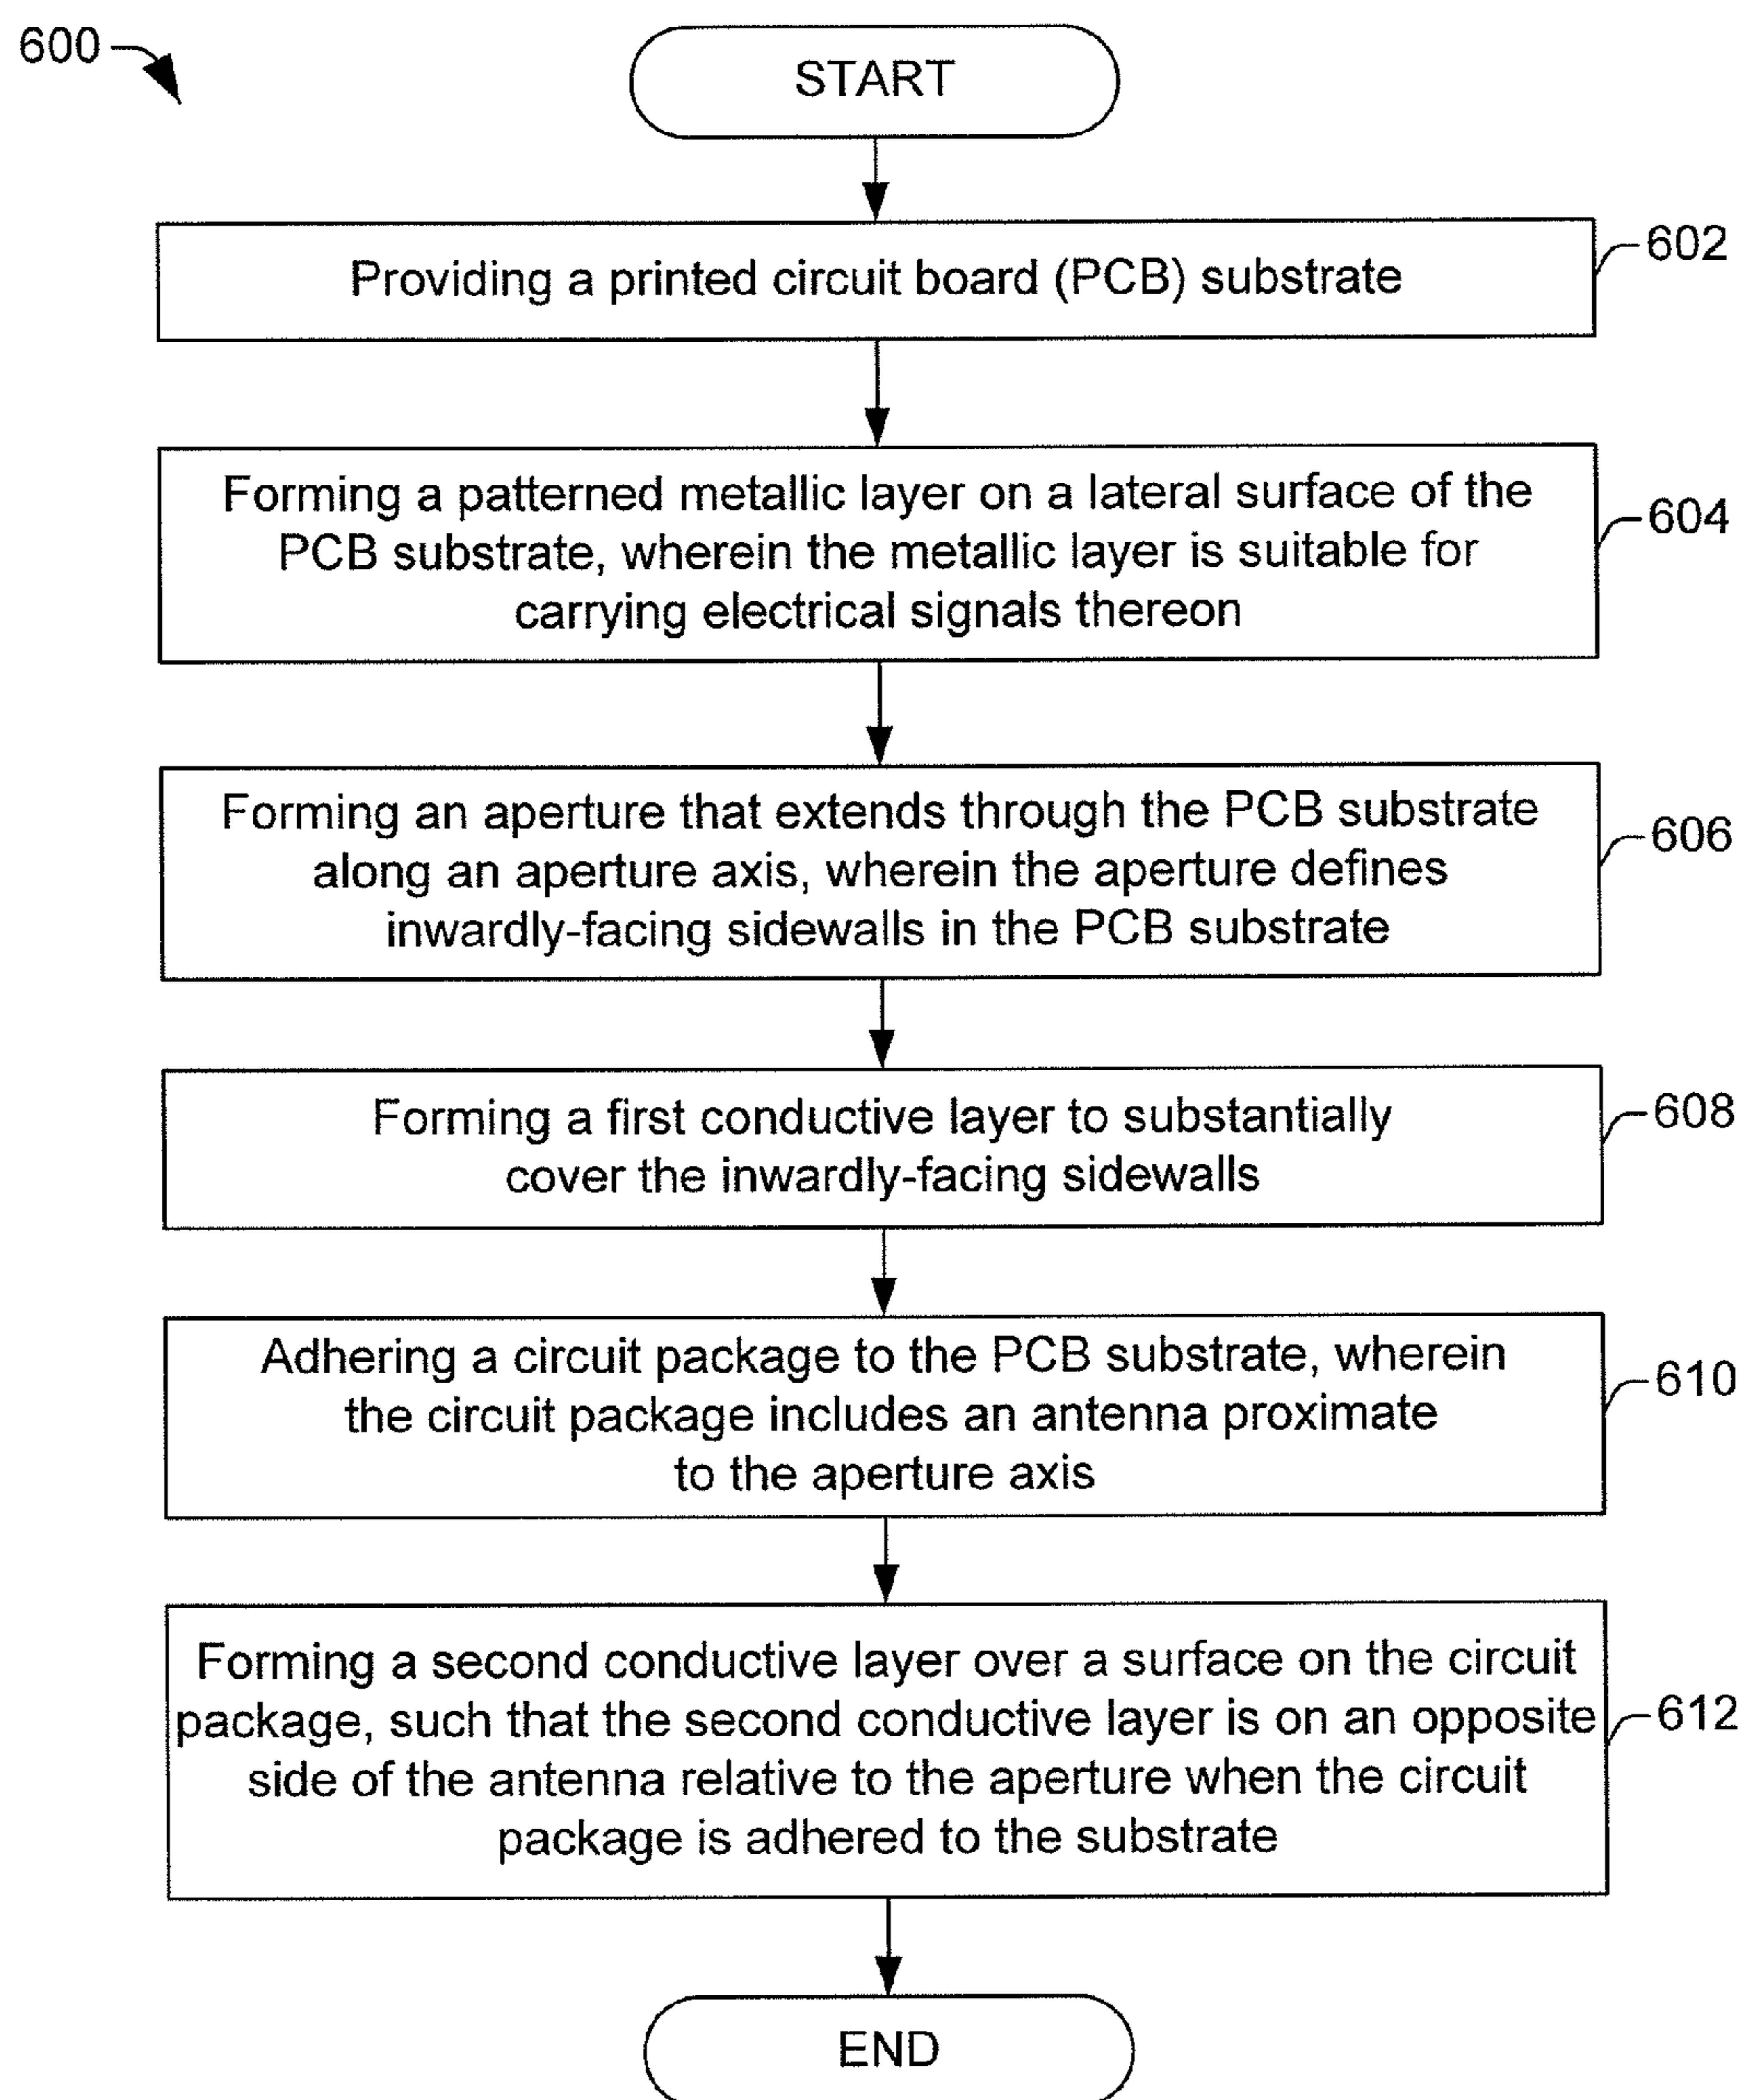 600
START
Providing a printed circuit board (PCB) substrate
602
Forming a patterned metallic layer on a lateral surface of the
PCB substrate, wherein the metallic layer is suitable for
carrying electrical signals thereon
604
Forming an aperture that extends through the PCB substrate
along an aperture axis, wherein the aperture defines
inwardly-facing sidewalls in the PCB substrate
606
Forming a first conductive layer to substantially
cover the inwardly-facing sidewalls
608
Adhering a circuit package to the PCB substrate, wherein
the circuit package includes an antenna proximate
to the aperture axis
610
Forming a second conductive layer over a surface on the circuit
package, such that the second conductive layer is on an opposite
side of the antenna relative to the aperture when the circuit
package is adhered to the substrate
612
END